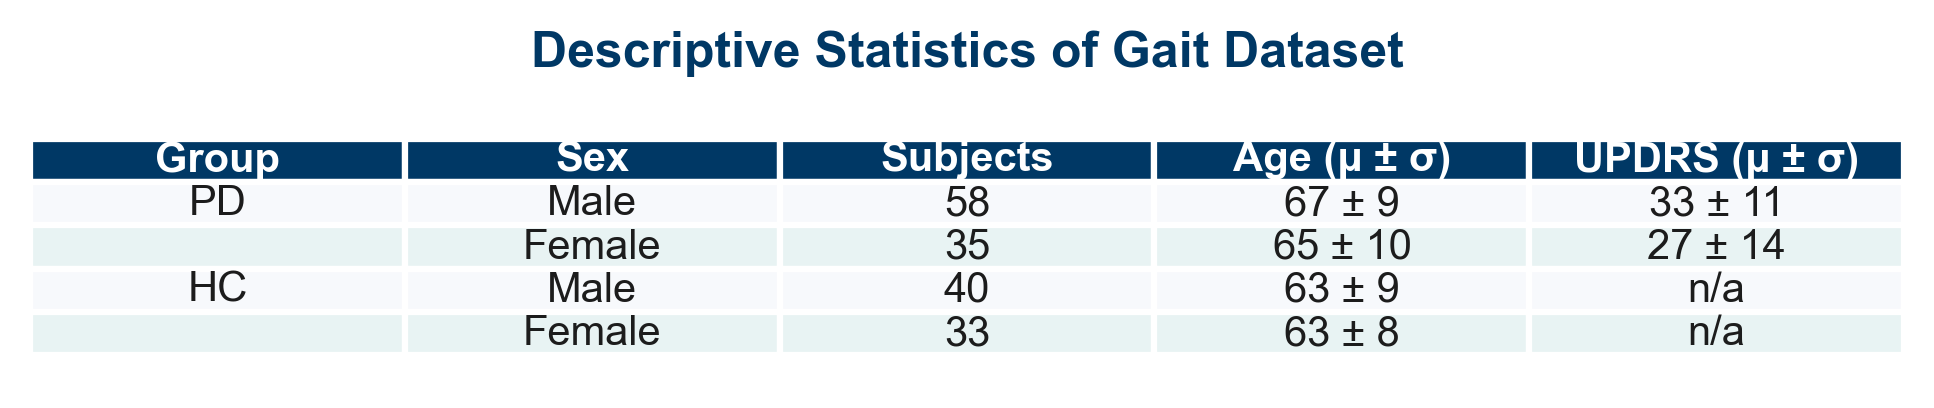 Descriptive Statistics of Gait Dataset
Group Sex Subjects Age (μ ± σ) UPDRS (μ ± σ)
PD Male 58 67 ± 9 33 ± 11
Female 35 65 ± 10 27 ± 14
HC Male 40 63 ± 9 n/a
Female 33 63 ± 8 n/a